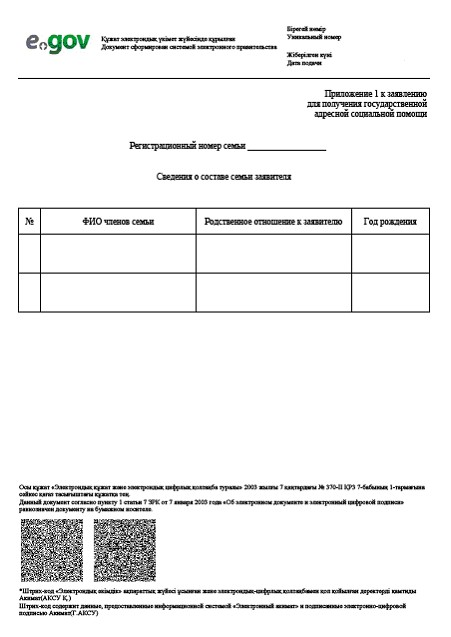 e.gov
Құжат электрондық үкімет жүйесінде құрылған
Документ сформирован системой электронного правительства
Бірегей нөмір
Уникальный номер
Жіберілген күні
Дата подачи
Приложение 1 к заявлению
для получения государственной
адресной социальной помощи
Регистрационный номер семьи ________________
Сведения о составе семьи заявителя
№ ФИО членов семьи Родственное отношение к заявителю Год рождения
Осы құжат «Электрондық құжат және электрондық цифрлық қолтаңба туралы» 2003 жылғы 7 қаңтардағы № 370-II ҚРЗ 7-бабының 1-тармағына
сәйкес қағаз тасығыштағы құжатқа тең.
Данный документ согласно пункту 1 статьи 7 ЗРК от 7 января 2003 года «Об электронном документе и электронной цифровой подписи»
равнозначен документу на бумажном носителе.
*Штрих-код «Электрондық әкімдік» ақпараттық жүйесі ұсынған және электрондық-цифрлық қолтаңбамен қол қойылған деректерді қамтиды
Акимат(АКСУ Қ.)
Штрих-код содержит данные, предоставленные информационной системой «Электронный акимат» и подписанные электронно-цифровой
подписью Акимат(Г.АКСУ)